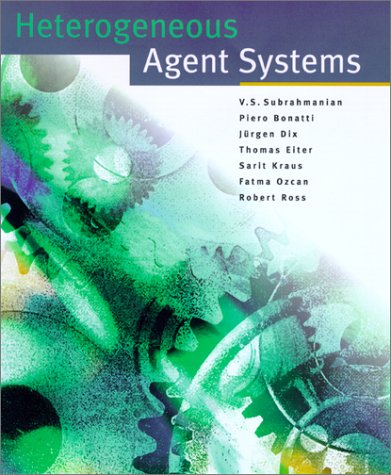 Heterogeneous
Agent Systems
V.S. Subrahmanian
Piero Bonatti
Jürgen Dix
Thomas Eiter
Sarit Kraus
Fatma Ozcan
Robert Ross